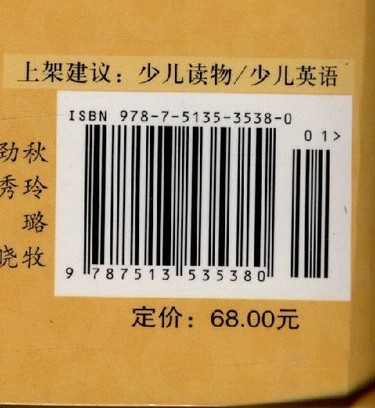 上架建议：少儿读物/少儿英语
ISBN 978-7-5135-3538-0
01>
劲秋
秀玲
璐
晓牧
9 787513 535380
定价：68.00元